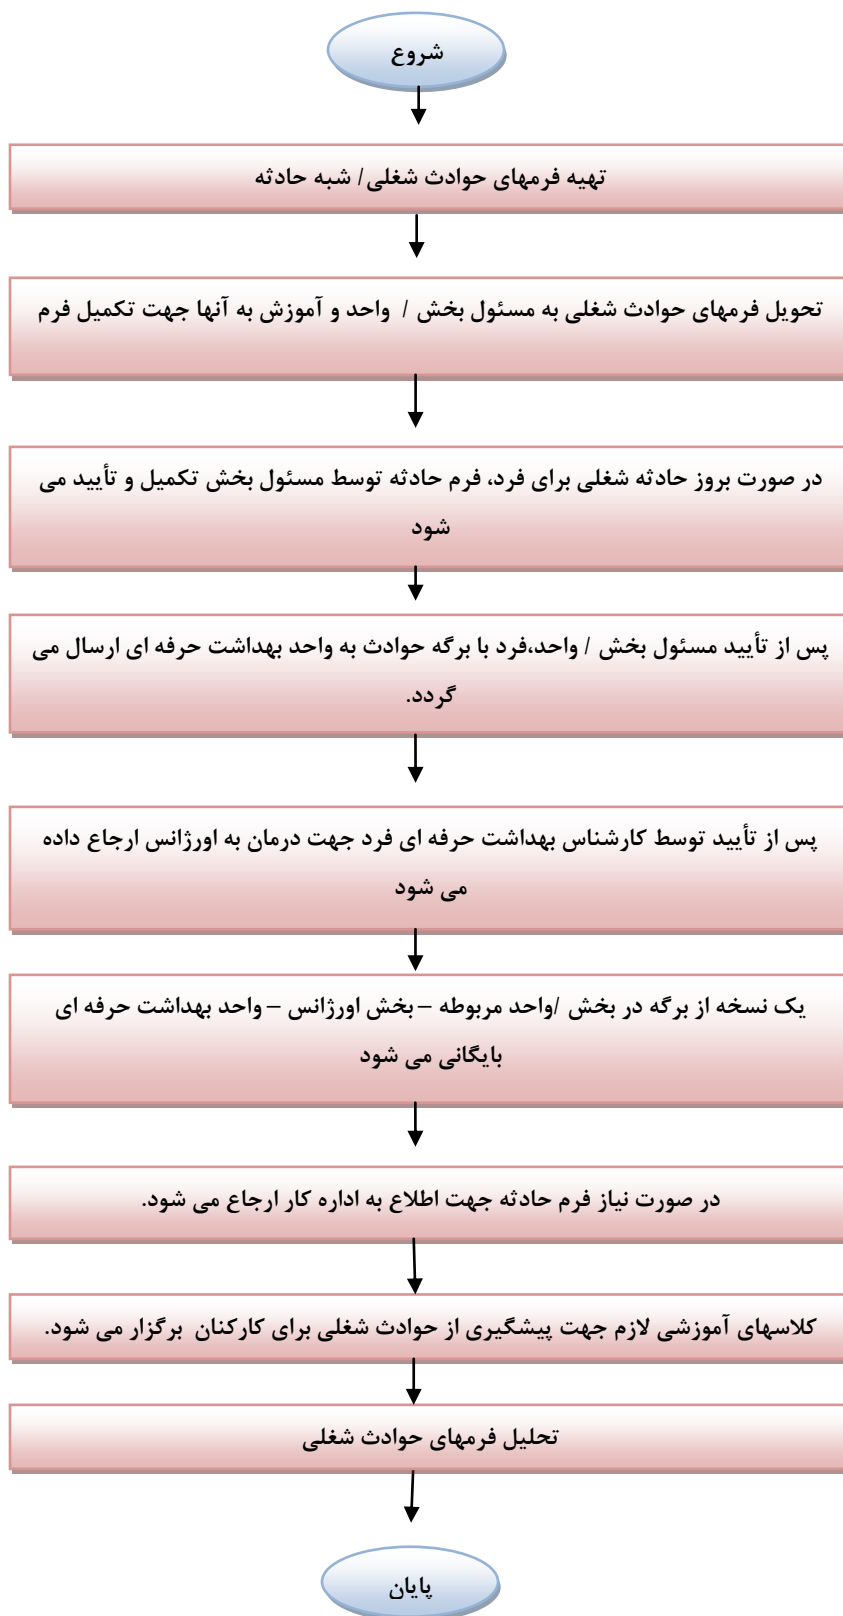 شروع
تهیه فرمهای حوادث شغلی/ شبه حادثه
تحویل فرمهای حوادث شغلی به مسئول بخش / واحد و آموزش به آنها جهت تکمیل فرم
در صورت بروز حادثه شغلی برای فرد، فرم حادثه توسط مسئول بخش تکمیل و تأیید می
شود
پس از تأیید مسئول بخش / واحد،فرد با برگه حوادث به واحد بهداشت حرفه ای ارسال می
گردد.
پس از تأیید توسط کارشناس بهداشت حرفه ای فرد جهت درمان به اورژانس ارجاع داده
می شود
یک نسخه از برگه در بخش /واحد مربوطه – بخش اورژانس – واحد بهداشت حرفه ای
بایگانی می شود
در صورت نیاز فرم حادثه جهت اطلاع به اداره کار ارجاع می شود.
کلاسهای آموزشی لازم جهت پیشگیری از حوادث شغلی برای کارکنان برگزار می شود.
تحلیل فرمهای حوادث شغلی
پایان